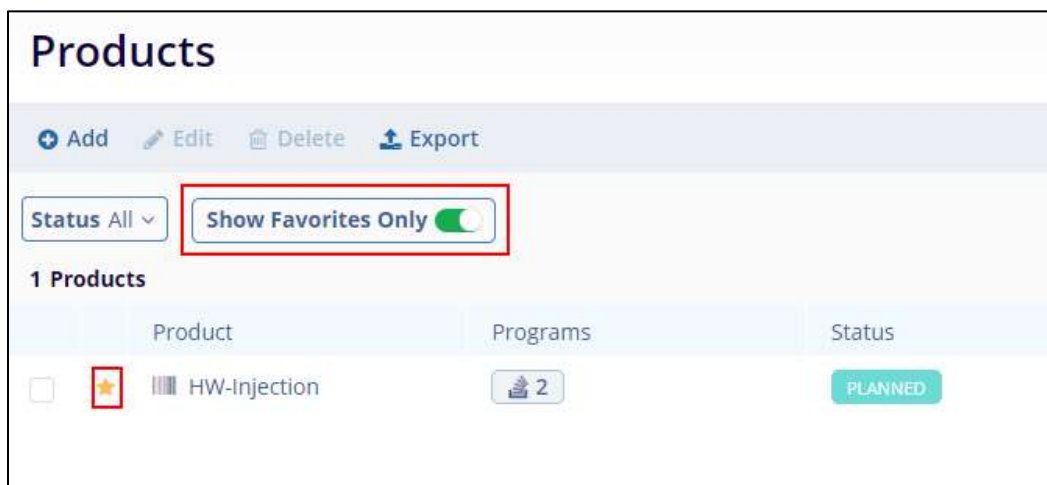 Products
Add Edit Delete Export
Status All Show Favorites Only
1 Products
Product Programs Status
HW-Injection 2 PLANNED